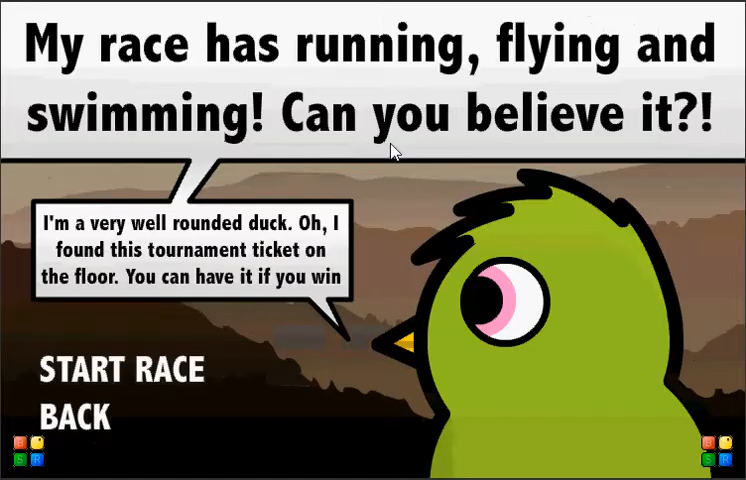 My race has running, flying and
swimming! Can you believe it?!
I'm a very well rounded duck. Oh, I
found this tournament ticket on
the floor. You can have it if you win
START RACE
BACK